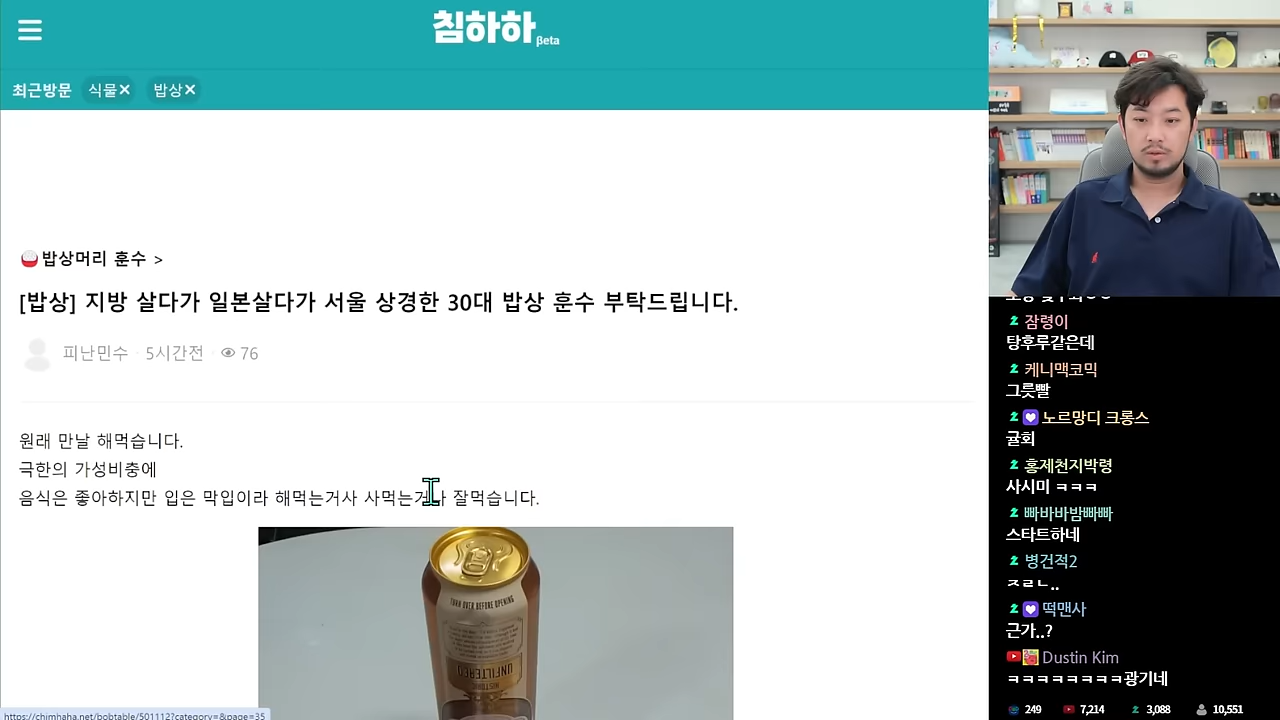 침하하 βeta
최근방문 식물✕ 밥상✕
밥상머리 훈수 >
[밥상] 지방 살다가 일본살다가 서울 상경한 30대 밥상 훈수 부탁드립니다.
피난민수 · 5시간전 · 76
원래 만날 해먹습니다.
극한의 가성비충에
음식은 좋아하지만 입은 막입이라 해먹는거사 사먹는거나 잘먹습니다.
TURN OVER BEFORE OPENING
UNFILTERED
https://chimhaha.net/bobtable/501112?category=&page=35
잠령이
탕후루같은데
케니맥코믹
그릇빨
노르망디 크롱스
귤회
홍제천지박령
사시미 ㅋㅋㅋ
빠바바밤빠빠
스타트하네
병건적2
ㅈㄹㄴ..
떡맨사
근가..?
Dustin Kim
ㅋㅋㅋㅋㅋㅋㅋㅋ광기네
249 7,214 3,088 10,551